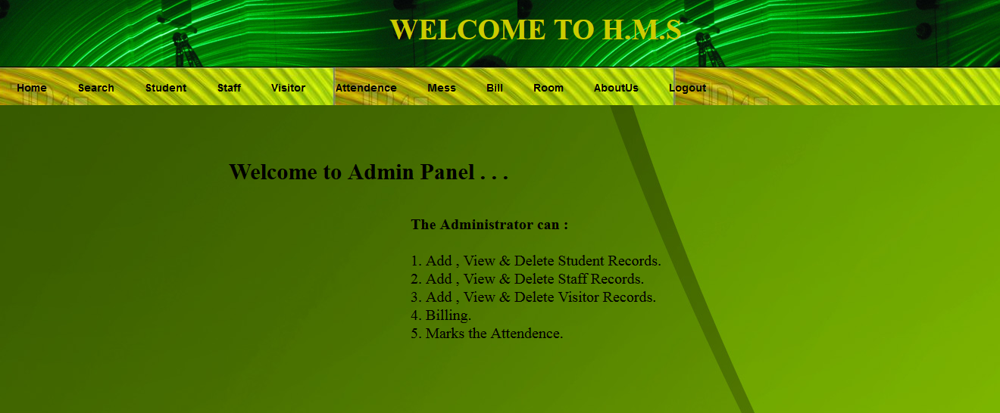 WELCOME TO H.M.S
Home Search Student Staff Visitor Attendence Mess Bill Room AboutUs Logout
Welcome to Admin Panel . . .
The Administrator can :
1. Add , View & Delete Student Records.
2. Add , View & Delete Staff Records.
3. Add , View & Delete Visitor Records.
4. Billing.
5. Marks the Attendence.